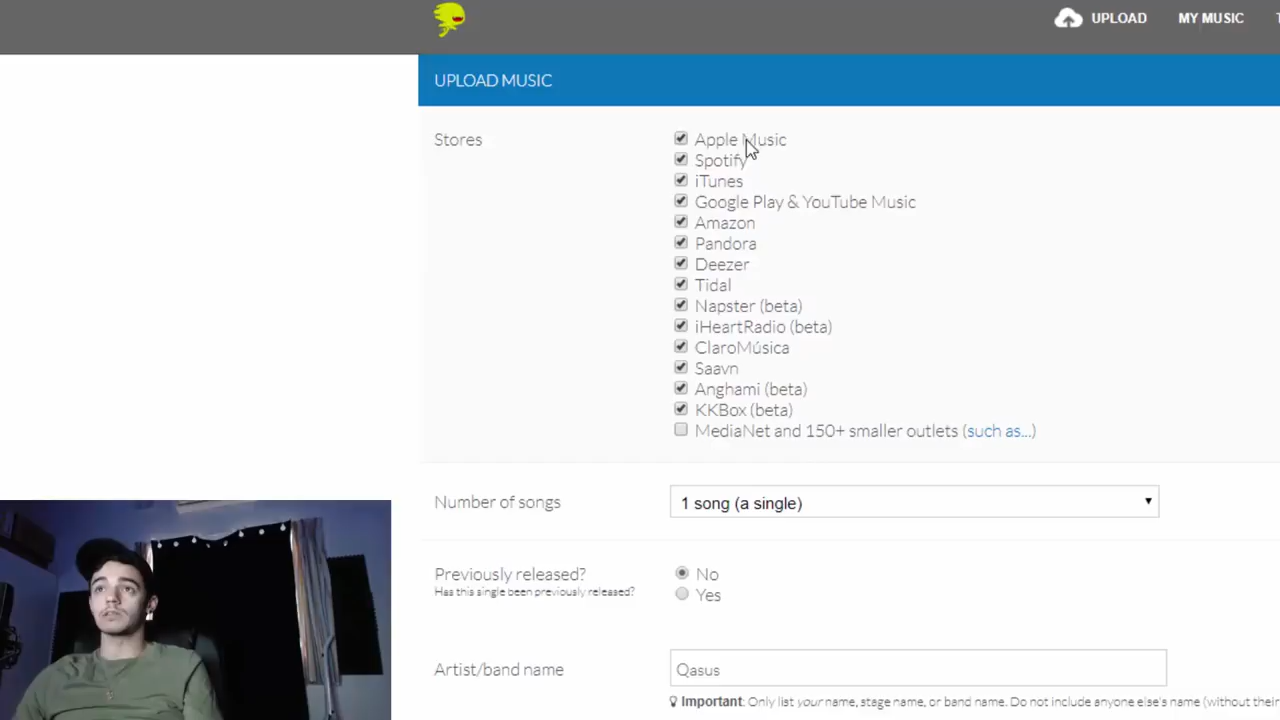 UPLOAD MY MUSIC
UPLOAD MUSIC
Stores
Apple Music
Spotify
iTunes
Google Play & YouTube Music
Amazon
Pandora
Deezer
Tidal
Napster (beta)
iHeartRadio (beta)
ClaroMúsica
Saavn
Anghami (beta)
KKBox (beta)
MediaNet and 150+ smaller outlets (such as...)
Number of songs
1 song (a single)
Previously released?
Has this single been previously released?
No
Yes
Artist/band name
Qasus
Important: Only list your name, stage name, or band name. Do not include anyone else's name (without their